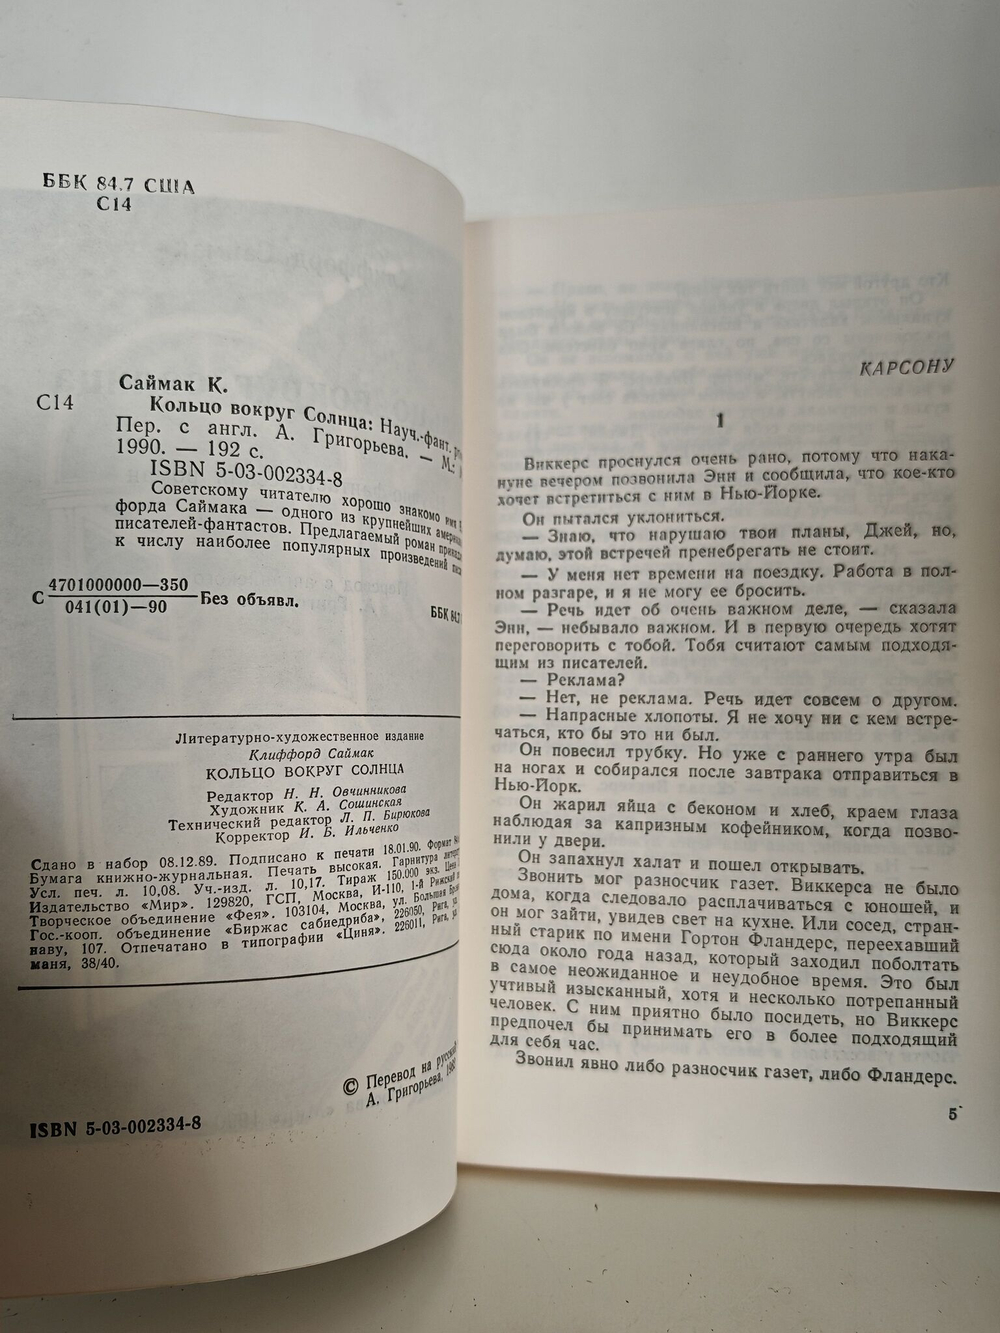 ББК 84.7 США
С14
Саймак К.
С14
Кольцо вокруг Солнца: Науч.-фант.
Пер. с англ. А. Григорьева. — М.:
1990. — 192 с.
ISBN 5-03-002334-8
Советскому читателю хорошо знакомо имя
форда Саймака — одного из крупнейших
писателей-фантастов. Предлагаемый роман
к числу наиболее популярных произведений
С 4701000000—350
041(01)—90 Без объявл.
ББК 84.7
Литературно-художественное издание
Клиффорд Саймак
КОЛЬЦО ВОКРУГ СОЛНЦА
Редактор Н. Н. Овчинникова
Художник К. А. Сошинская
Технический редактор Л. П. Бирюкова
Корректор И. Б. Ильченко
Сдано в набор 08.12.89. Подписано к печати 18.01.90. Формат
Бумага книжно-журнальная. Печать высокая. Гарнитура
Усл. печ. л. 10,08. Уч.-изд. л. 10,17. Тираж 150.000 экз.
Издательство «Мир». 129820, ГСП, Москва, И-110, 1-й Рижский
Творческое объединение «Фея». 103104, Москва, ул. Большая
Гос.-кооп. объединение «Биржас сабиедриба», 226050, Рига,
наву, 107. Отпечатано в типографии «Циня». 226011, Рига,
маня, 38/40.
© Перевод на русский
А. Григорьева,
ISBN 5-03-002334-8
КАРСОНУ
1
Виккерс проснулся очень рано, потому что нака-
нуне вечером позвонила Энн и сообщила, что кое-кто
хочет встретиться с ним в Нью-Йорке.
Он пытался уклониться.
— Знаю, что нарушаю твои планы, Джей, но,
думаю, этой встречей пренебрегать не стоит.
— У меня нет времени на поездку. Работа в пол-
ном разгаре, и я не могу ее бросить.
— Речь идет об очень важном деле, — сказала
Энн, — небывало важном. И в первую очередь хотят
переговорить с тобой. Тобя считают самым подходя-
щим из писателей.
— Реклама?
— Нет, не реклама. Речь идет совсем о другом.
— Напрасные хлопоты. Я не хочу ни с кем встре-
чаться, кто бы это ни был.
Он повесил трубку. Но уже с раннего утра был
на ногах и собирался после завтрака отправиться в
Нью-Йорк.
Он жарил яйца с беконом и хлеб, краем глаза
наблюдая за капризным кофейником, когда позво-
нили у двери.
Он запахнул халат и пошел открывать.
Звонить мог разносчик газет. Виккерса не было
дома, когда следовало расплачиваться с юношей, и
он мог зайти, увидев свет на кухне. Или сосед, стран-
ный старик по имени Гортон Фландерс, переехавший
сюда около года назад, который заходил поболтать
в самое неожиданное и неудобное время. Это был
учтивый изысканный, хотя и несколько потрепанный
человек. С ним приятно было посидеть, но Виккерс
предпочел бы принимать его в более подходящий
для себя час.
Звонил явно либо разносчик газет, либо Фландерс.
5